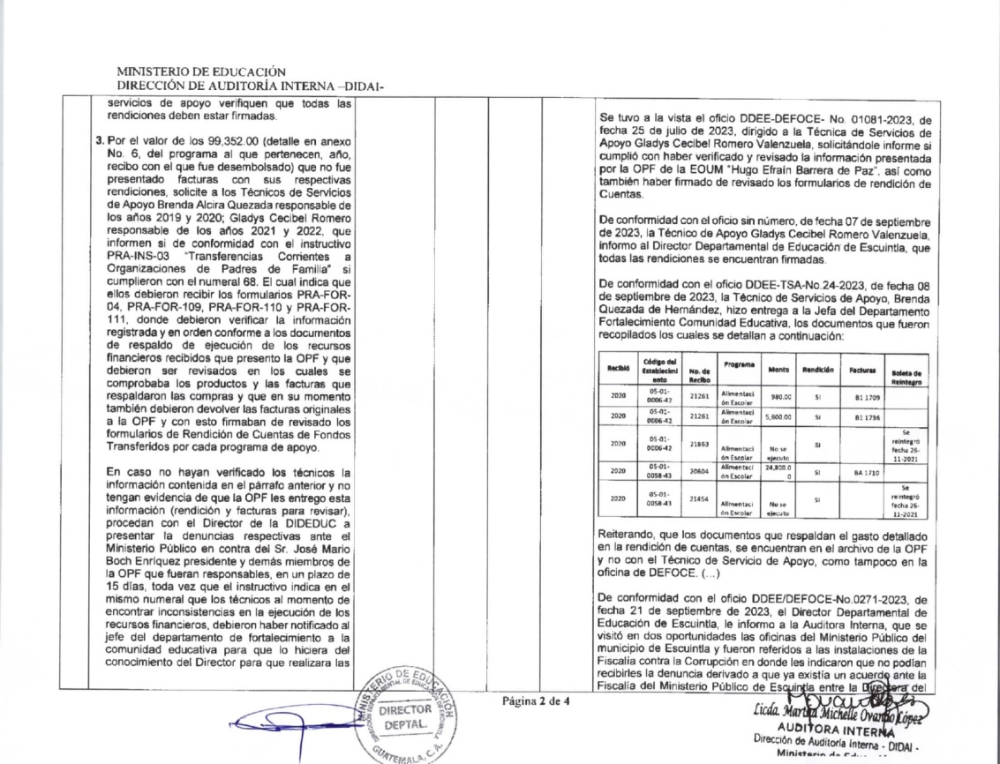 MINISTERIO DE EDUCACIÓN
DIRECCIÓN DE AUDITORÍA INTERNA –DIDAI-
servicios de apoyo verifiquen que todas las
rendiciones deben estar firmadas.
3. Por el valor de los 99,352.00 (detalle en anexo
No. 6, del programa al que pertenecen, año,
recibo con el que fue desembolsado) que no fue
presentado facturas con sus respectivas
rendiciones, solicite a los Técnicos de Servicios
de Apoyo Brenda Alcira Quezada responsable de
los años 2019 y 2020; Gladys Cecibel Romero
responsable de los años 2021 y 2022, que
informen si de conformidad con el instructivo
PRA-INS-03 "Transferencias Corrientes a
Organizaciones de Padres de Familia" si
cumplieron con el numeral 68. El cual indica que
ellos debieron recibir los formularios PRA-FOR-
04, PRA-FOR-109, PRA-FOR-110 y PRA-FOR-
111, donde debieron verificar la información
registrada y en orden conforme a los documentos
de respaldo de ejecución de los recursos
financieros recibidos que presento la OPF y que
debieron ser revisados en los cuales se
comprobaba los productos y las facturas que
respaldaron las compras y que en su momento
también debieron devolver las facturas originales
a la OPF y con esto firmaban de revisado los
formularios de Rendición de Cuentas de Fondos
Transferidos por cada programa de apoyo.
En caso no hayan verificado los técnicos la
información contenida en el párrafo anterior y no
tengan evidencia de que la OPF les entrego esta
información (rendición y facturas para revisar),
procedan con el Director de la DIDEDUC a
presentar la denuncias respectivas ante el
Ministerio Público en contra del Sr. José Mario
Boch Enríquez presidente y demás miembros de
la OPF que fueran responsables, en un plazo de
15 días, toda vez que el instructivo indica en el
mismo numeral que los técnicos al momento de
encontrar inconsistencias en la ejecución de los
recursos financieros, debieron haber notificado al
jefe del departamento de fortalecimiento a la
comunidad educativa para que lo hiciera del
conocimiento del Director para que realizara las
Se tuvo a la vista el oficio DDEE-DEFOCE- No. 01081-2023, de
fecha 25 de julio de 2023, dirigido a la Técnica de Servicios de
Apoyo Gladys Cecibel Romero Valenzuela, solicitándole informe si
cumplió con haber verificado y revisado la información presentada
por la OPF de la EOUM "Hugo Efraín Barrera de Paz", así como
también haber firmado de revisado los formularios de rendición de
Cuentas.
De conformidad con el oficio sin número, de fecha 07 de septiembre
de 2023, la Técnico de Apoyo Gladys Cecibel Romero Valenzuela,
informo al Director Departamental de Educación de Escuintla, que
todas las rendiciones se encuentran firmadas.
De conformidad con el oficio DDEE-TSA-No.24-2023, de fecha 08
de septiembre de 2023, la Técnico de Servicios de Apoyo, Brenda
Quezada de Hernández, hizo entrega a la Jefa del Departamento
Fortalecimiento Comunidad Educativa, los documentos que fueron
recopilados los cuales se detallan a continuación:
Recibió Código del Establecimi ento No. de Recibo Programa Monto Rendición Facturas Boleta de Reintegro
2020 05-01-0006-42 21261 Alimentaci ón Escolar 980.00 SI B1 1709
2020 05-01-0006-42 21261 Alimentaci ón Escolar 5,600.00 SI B1 1736
2020 05-01-0006-42 21863 Alimentaci ón Escolar No se ejecuto SI Se reintegró fecha 26-11-2021
2020 05-01-0058-43 20604 Alimentaci ón Escolar 24,800.0 0 SI BA 1710
2020 05-01-0058-43 21454 Alimentaci ón Escolar No se ejecuto SI Se reintegró fecha 26-11-2021
Reiterando, que los documentos que respaldan el gasto detallado
en la rendición de cuentas, se encuentran en el archivo de la OPF
y no con el Técnico de Servicio de Apoyo, como tampoco en la
oficina de DEFOCE. (...)
De conformidad con el oficio DDEE/DEFOCE-No.0271-2023, de
fecha 21 de septiembre de 2023, el Director Departamental de
Educación de Escuintla, le informo a la Auditora Interna, que se
visitó en dos oportunidades las oficinas del Ministerio Público del
municipio de Escuintla y fueron referidos a las instalaciones de la
Fiscalía contra la Corrupción en donde les indicaron que no podían
recibirles la denuncia derivado a que ya existía un acuerdo ante la
Fiscalía del Ministerio Público de Escuintla entre la Directora del
Página 2 de 4
MINISTERIO DE EDUCACIÓN
DIRECCIÓN DEPARTAMENTAL DE EDUCACIÓN DE ESCUINTLA
DIRECTOR
DEPTAL.
GUATEMALA, C.A.
Licda. Michelle Ovando López
AUDITORA INTERNA
Dirección de Auditoría Interna - DIDAI -